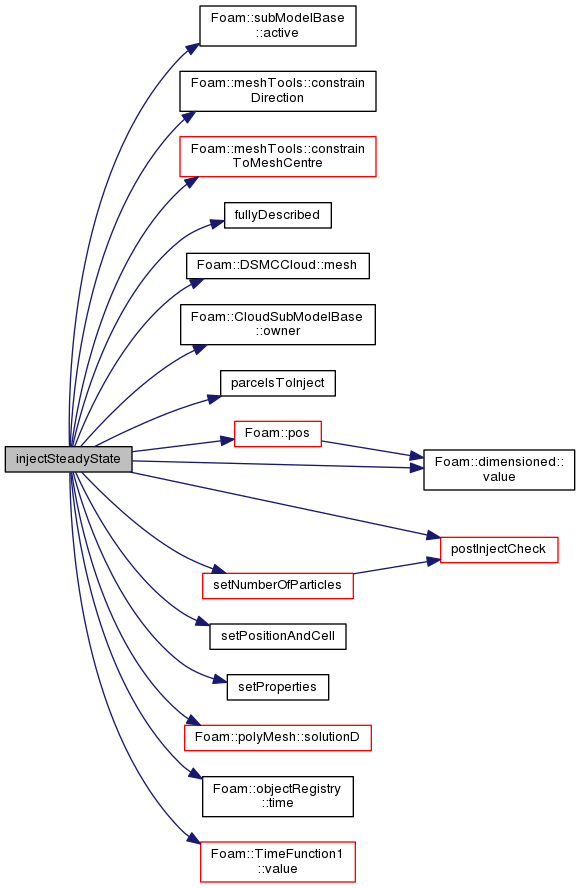 Foam::subModelBase
::active
Foam::meshTools::constrain
Direction
Foam::meshTools::constrain
ToMeshCentre
fullyDescribed
Foam::DSMCCloud::mesh
Foam::CloudSubModelBase
::owner
parcelsToInject
Foam::pos
injectSteadyState
Foam::dimensioned::
value
postInjectCheck
setNumberOfParticles
setPositionAndCell
setProperties
Foam::polyMesh::solutionD
Foam::objectRegistry
::time
Foam::TimeFunction1
::value